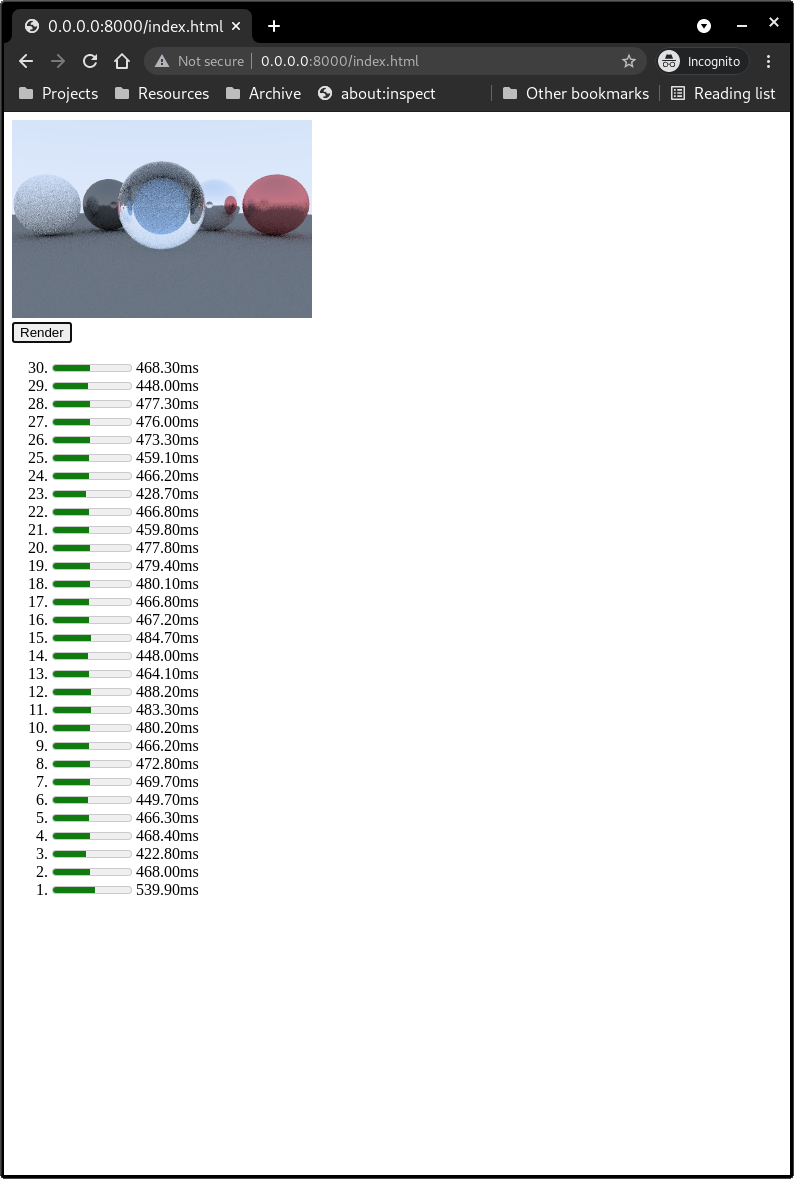 0.0.0.0:8000/index.html
Not secure 0.0.0.0:8000/index.html Incognito
Projects Resources Archive about:inspect Other bookmarks Reading list
Render
30. 468.30ms
29. 448.00ms
28. 477.30ms
27. 476.00ms
26. 473.30ms
25. 459.10ms
24. 466.20ms
23. 428.70ms
22. 466.80ms
21. 459.80ms
20. 477.80ms
19. 479.40ms
18. 480.10ms
17. 466.80ms
16. 467.20ms
15. 484.70ms
14. 448.00ms
13. 464.10ms
12. 488.20ms
11. 483.30ms
10. 480.20ms
9. 466.20ms
8. 472.80ms
7. 469.70ms
6. 449.70ms
5. 466.30ms
4. 468.40ms
3. 422.80ms
2. 468.00ms
1. 539.90ms